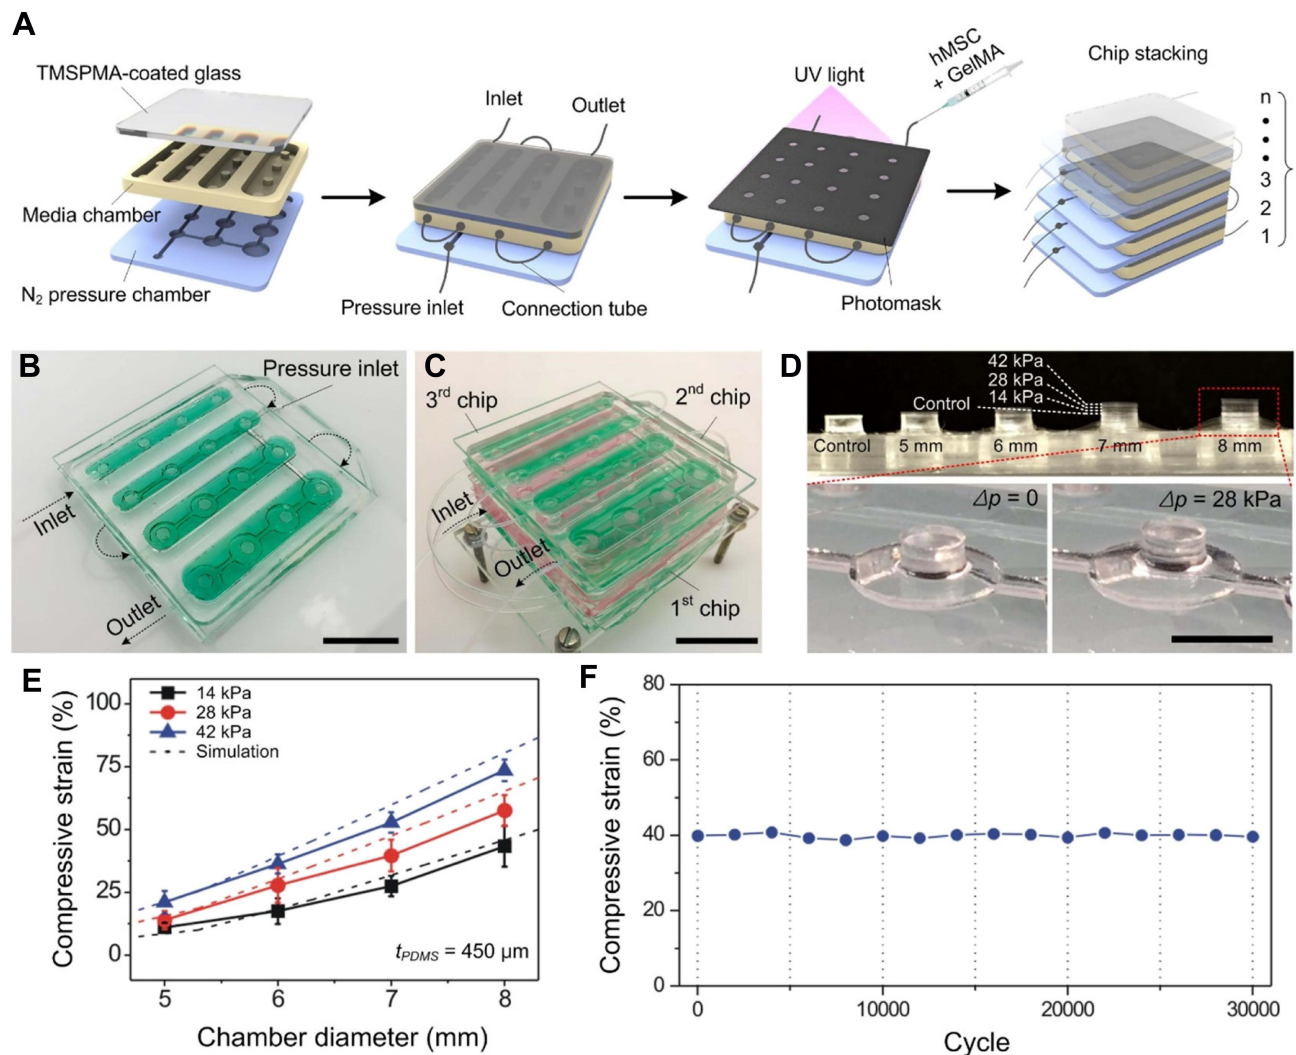 A
TMSPMA-coated glass
Media chamber
N₂ pressure chamber
Inlet
Outlet
Pressure inlet
Connection tube
UV light
hMSC
+ GelMA
Photomask
Chip stacking
n
3
2
1
B
Pressure inlet
Inlet
Outlet
C
3rd chip
2nd chip
Inlet
Outlet
1st chip
D
42 kPa
28 kPa
14 kPa
Control
Control
5 mm
6 mm
7 mm
8 mm
Δp = 0
Δp = 28 kPa
E
Compressive strain (%)
100
75
50
25
0
14 kPa
28 kPa
42 kPa
Simulation
tPDMS = 450 μm
5 6 7 8
Chamber diameter (mm)
F
Compressive strain (%)
80
60
40
20
0
0 10000 20000 30000
Cycle